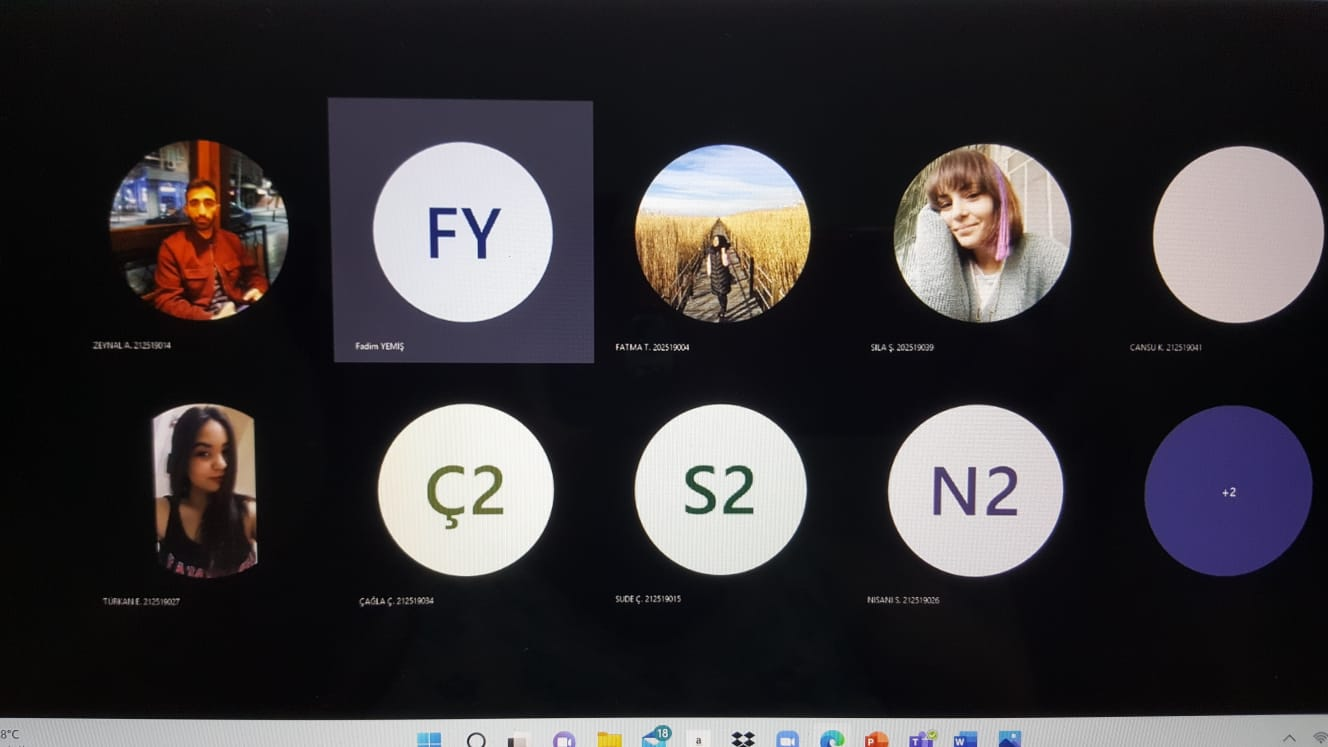 FY
ZEYNAL A. 212519014
Fadim YEMİŞ
FATMA T. 202519004
SILA Ş. 202519039
CANSU K. 212519041
Ç2
S2
N2
+2
TÜRKAN E. 212519027
ÇAĞLA Ç. 212519034
SUDE Ç. 212519015
NISANI S. 212519026
18
8°C
a
P
T
W